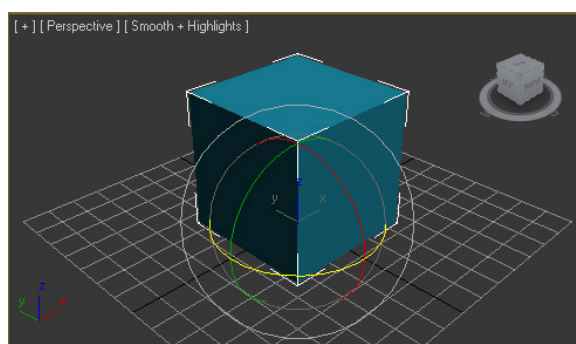 [ + ] [ Perspective ] [ Smooth + Highlights ]
z
y x
z
y x